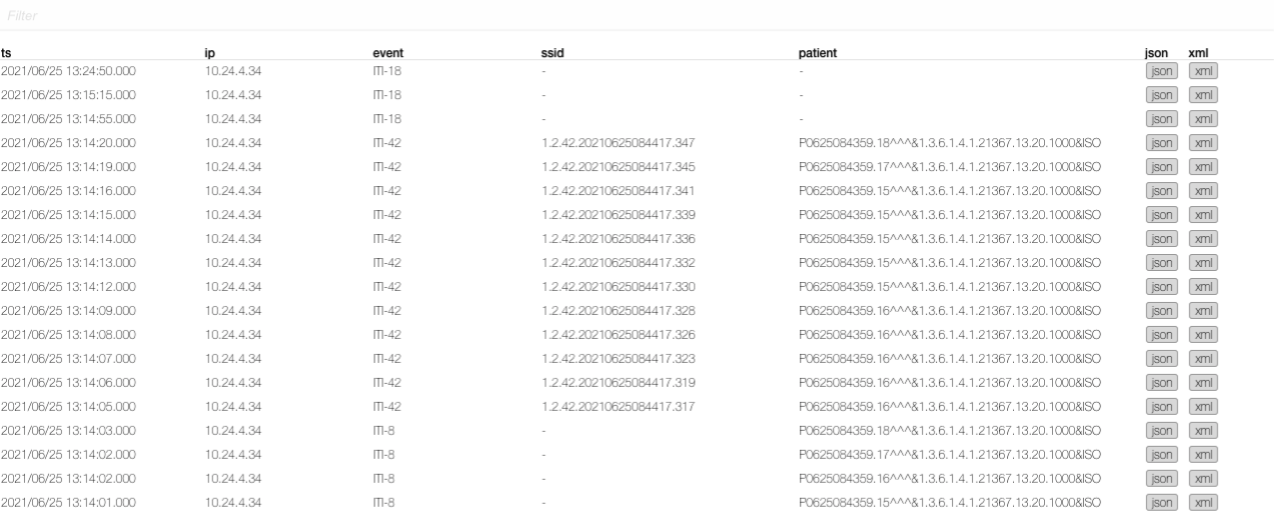 Filter
ts ip event ssid patient json xml
2021/06/25 13:24:50.000 10.24.4.34 ITI-18 - - json xml
2021/06/25 13:15:15.000 10.24.4.34 ITI-18 - - json xml
2021/06/25 13:14:55.000 10.24.4.34 ITI-18 - - json xml
2021/06/25 13:14:20.000 10.24.4.34 ITI-42 1.2.42.20210625084417.347 P0625084359.18^^^&1.3.6.1.4.1.21367.13.20.1000&ISO json xml
2021/06/25 13:14:19.000 10.24.4.34 ITI-42 1.2.42.20210625084417.345 P0625084359.17^^^&1.3.6.1.4.1.21367.13.20.1000&ISO json xml
2021/06/25 13:14:16.000 10.24.4.34 ITI-42 1.2.42.20210625084417.341 P0625084359.15^^^&1.3.6.1.4.1.21367.13.20.1000&ISO json xml
2021/06/25 13:14:15.000 10.24.4.34 ITI-42 1.2.42.20210625084417.339 P0625084359.15^^^&1.3.6.1.4.1.21367.13.20.1000&ISO json xml
2021/06/25 13:14:14.000 10.24.4.34 ITI-42 1.2.42.20210625084417.336 P0625084359.15^^^&1.3.6.1.4.1.21367.13.20.1000&ISO json xml
2021/06/25 13:14:13.000 10.24.4.34 ITI-42 1.2.42.20210625084417.332 P0625084359.15^^^&1.3.6.1.4.1.21367.13.20.1000&ISO json xml
2021/06/25 13:14:12.000 10.24.4.34 ITI-42 1.2.42.20210625084417.330 P0625084359.15^^^&1.3.6.1.4.1.21367.13.20.1000&ISO json xml
2021/06/25 13:14:09.000 10.24.4.34 ITI-42 1.2.42.20210625084417.328 P0625084359.16^^^&1.3.6.1.4.1.21367.13.20.1000&ISO json xml
2021/06/25 13:14:08.000 10.24.4.34 ITI-42 1.2.42.20210625084417.326 P0625084359.16^^^&1.3.6.1.4.1.21367.13.20.1000&ISO json xml
2021/06/25 13:14:07.000 10.24.4.34 ITI-42 1.2.42.20210625084417.323 P0625084359.16^^^&1.3.6.1.4.1.21367.13.20.1000&ISO json xml
2021/06/25 13:14:06.000 10.24.4.34 ITI-42 1.2.42.20210625084417.319 P0625084359.16^^^&1.3.6.1.4.1.21367.13.20.1000&ISO json xml
2021/06/25 13:14:05.000 10.24.4.34 ITI-42 1.2.42.20210625084417.317 P0625084359.16^^^&1.3.6.1.4.1.21367.13.20.1000&ISO json xml
2021/06/25 13:14:03.000 10.24.4.34 ITI-8 - P0625084359.18^^^&1.3.6.1.4.1.21367.13.20.1000&ISO json xml
2021/06/25 13:14:02.000 10.24.4.34 ITI-8 - P0625084359.17^^^&1.3.6.1.4.1.21367.13.20.1000&ISO json xml
2021/06/25 13:14:02.000 10.24.4.34 ITI-8 - P0625084359.16^^^&1.3.6.1.4.1.21367.13.20.1000&ISO json xml
2021/06/25 13:14:01.000 10.24.4.34 ITI-8 - P0625084359.15^^^&1.3.6.1.4.1.21367.13.20.1000&ISO json xml